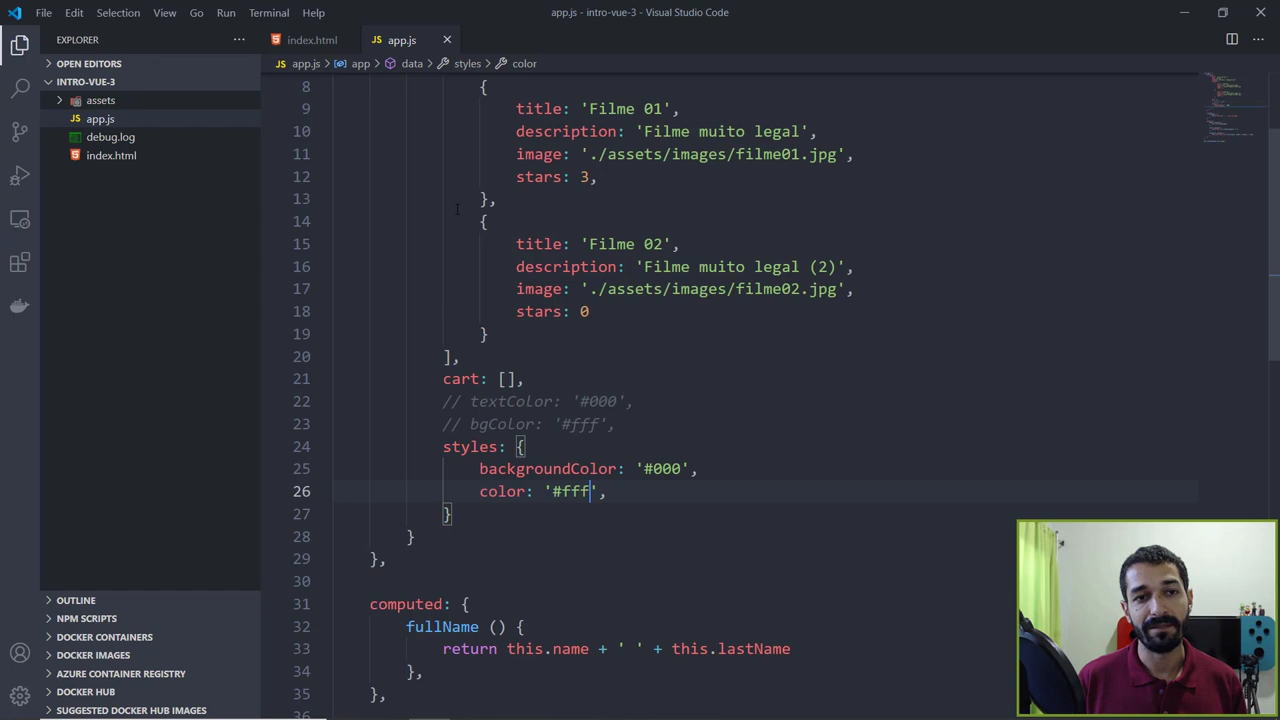 File Edit Selection View Go Run Terminal Help
app.js - intro-vue-3 - Visual Studio Code
EXPLORER
OPEN EDITORS
INTRO-VUE-3
assets
JS app.js
debug.log
index.html
OUTLINE
NPM SCRIPTS
DOCKER CONTAINERS
DOCKER IMAGES
AZURE CONTAINER REGISTRY
DOCKER HUB
SUGGESTED DOCKER HUB IMAGES
index.html
JS app.js
JS app.js > app > data > styles > color
8 {
9 title: 'Filme 01',
10 description: 'Filme muito legal',
11 image: './assets/images/filme01.jpg',
12 stars: 3,
13 },
14 {
15 title: 'Filme 02',
16 description: 'Filme muito legal (2)',
17 image: './assets/images/filme02.jpg',
18 stars: 0
19 }
20 ],
21 cart: [],
22 // textColor: '#000',
23 // bgColor: '#fff',
24 styles: {
25 backgroundColor: '#000',
26 color: '#fff',
27 }
28 }
29 },
30
31 computed: {
32 fullName () {
33 return this.name + ' ' + this.lastName
34 },
35 },
36